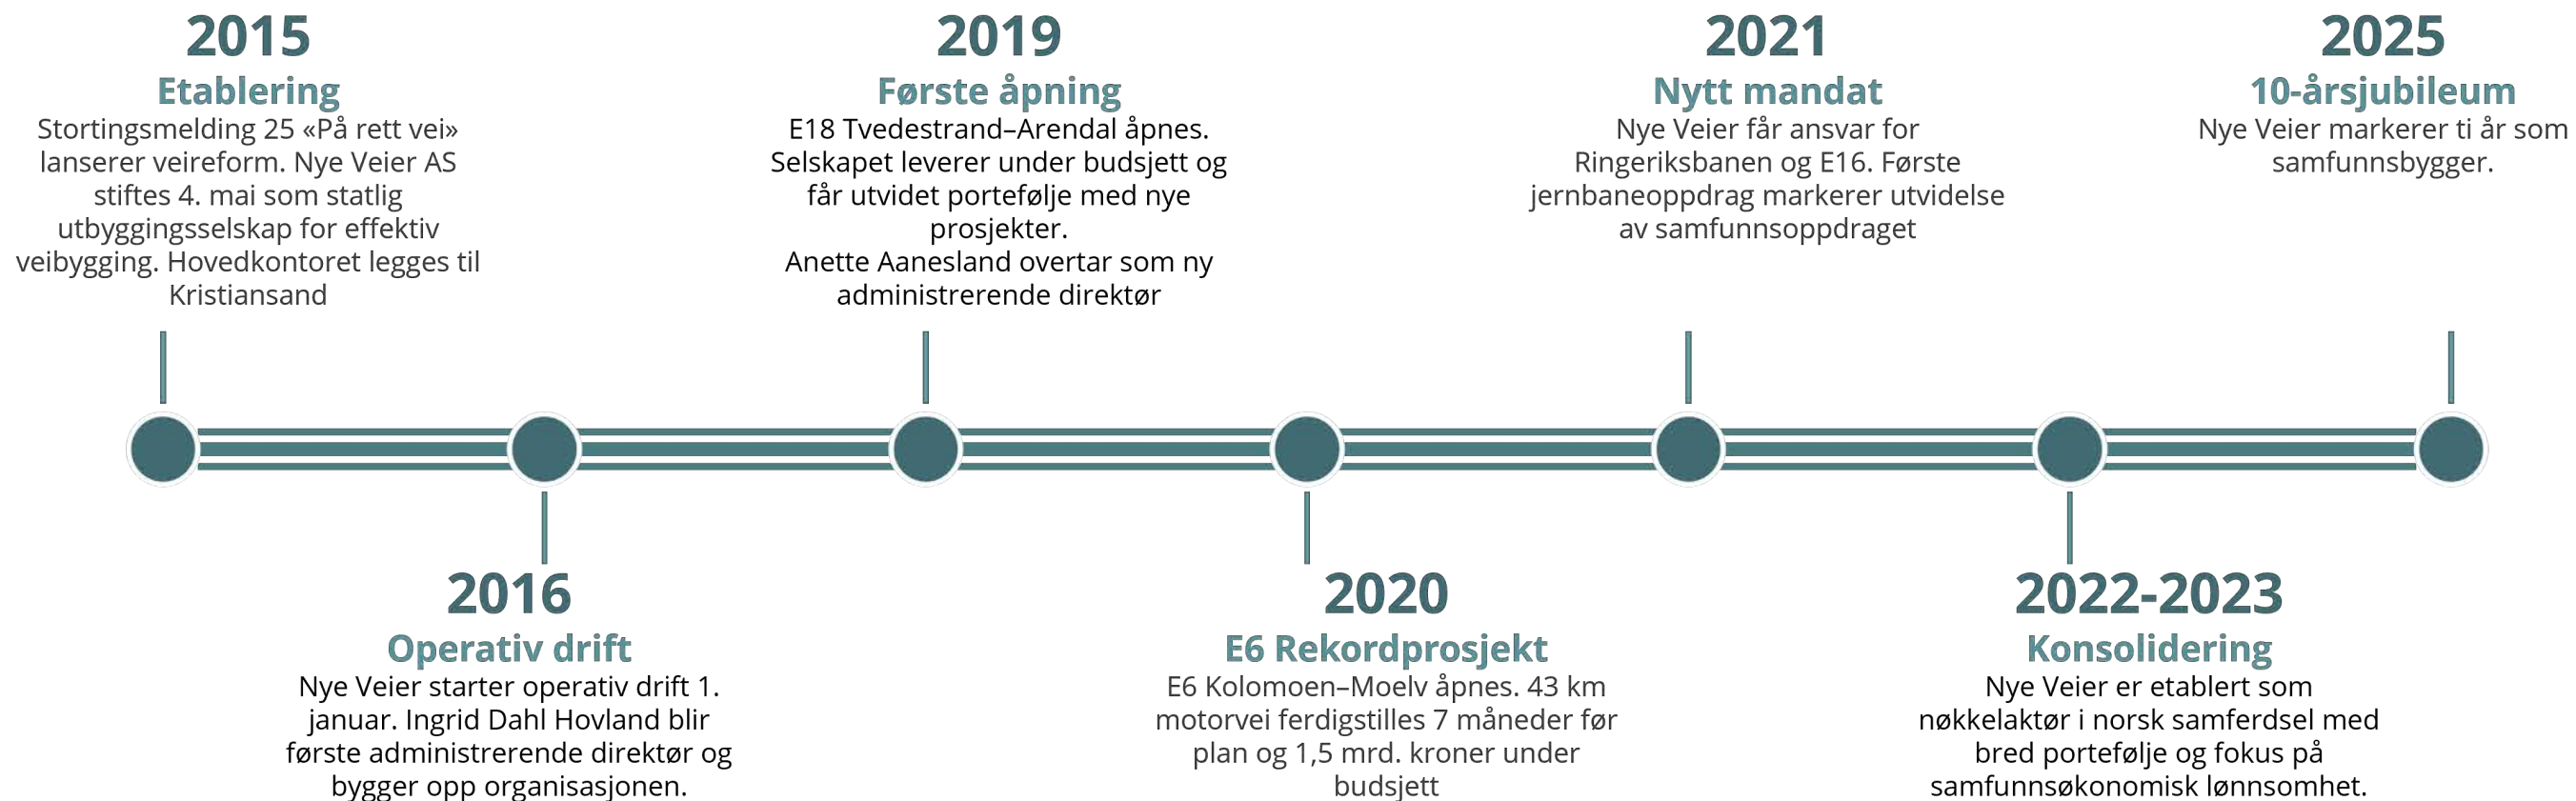 2015
Etablering
Stortingsmelding 25 «På rett vei»
lanserer veireform. Nye Veier AS
stiftes 4. mai som statlig
utbyggingsselskap for effektiv
veibygging. Hovedkontoret legges til
Kristiansand
2016
Operativ drift
Nye Veier starter operativ drift 1.
januar. Ingrid Dahl Hovland blir
første administrerende direktør og
bygger opp organisasjonen.
2019
Første åpning
E18 Tvedestrand–Arendal åpnes.
Selskapet leverer under budsjett og
får utvidet portefølje med nye
prosjekter.
Anette Aanesland overtar som ny
administrerende direktør
2020
E6 Rekordprosjekt
E6 Kolomoen–Moelv åpnes. 43 km
motorvei ferdigstilles 7 måneder før
plan og 1,5 mrd. kroner under
budsjett
2021
Nytt mandat
Nye Veier får ansvar for
Ringeriksbanen og E16. Første
jernbaneoppdrag markerer utvidelse
av samfunnsoppdraget
2022-2023
Konsolidering
Nye Veier er etablert som
nøkkelaktør i norsk samferdsel med
bred portefølje og fokus på
samfunnsøkonomisk lønnsomhet.
2025
10-årsjubileum
Nye Veier markerer ti år som
samfunnsbygger.